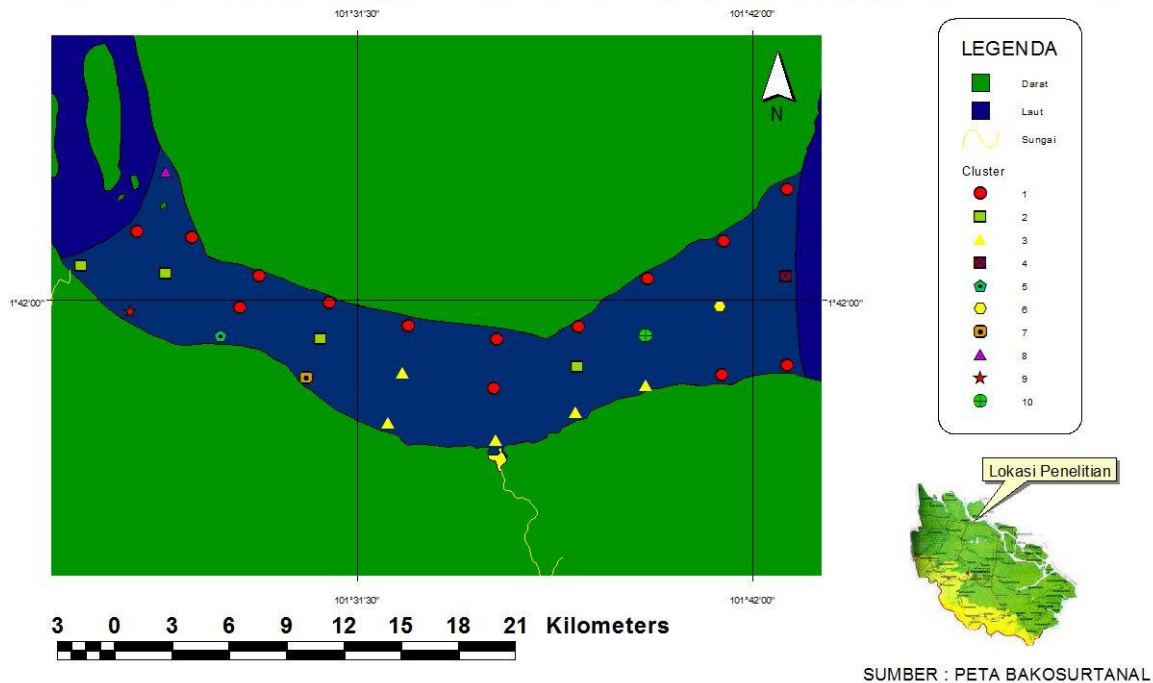 101°31'30"
101°42'00"
N
1°42'00"
1°42'00"
101°31'30"
101°42'00"
3 0 3 6 9 12 15 18 21 Kilometers
LEGENDA
Darat
Laut
Sungai
Cluster
1
2
3
4
5
6
7
8
9
10
Lokasi Penelitian
SUMBER : PETA BAKOSURTANAL